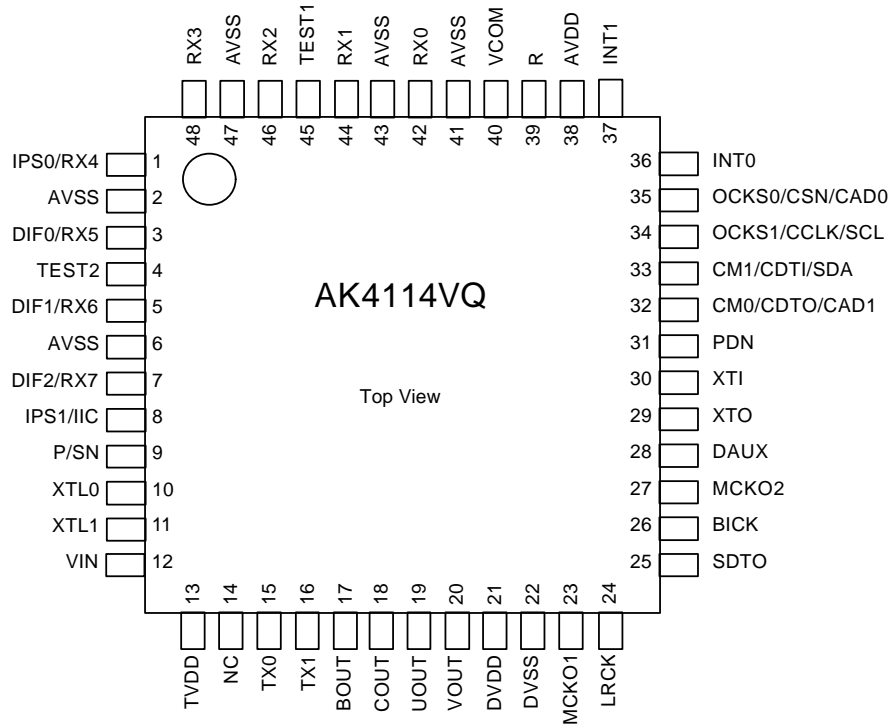 RX3 AVSS RX2 TEST1 RX1 AVSS RX0 AVSS VCOM R AVDD INT1
48 47 46 45 44 43 42 41 40 39 38 37
IPS0/RX4 1
AVSS 2
DIF0/RX5 3
TEST2 4
DIF1/RX6 5
AVSS 6
DIF2/RX7 7
IPS1/IIC 8
P/SN 9
XTL0 10
XTL1 11
VIN 12
AK4114VQ
Top View
36 INT0
35 OCKS0/CSN/CAD0
34 OCKS1/CCLK/SCL
33 CM1/CDTI/SDA
32 CM0/CDTO/CAD1
31 PDN
30 XTI
29 XTO
28 DAUX
27 MCKO2
26 BICK
25 SDTO
13 14 15 16 17 18 19 20 21 22 23 24
TVDD NC TX0 TX1 BOUT COUT UOUT VOUT DVDD DVSS MCKO1 LRCK